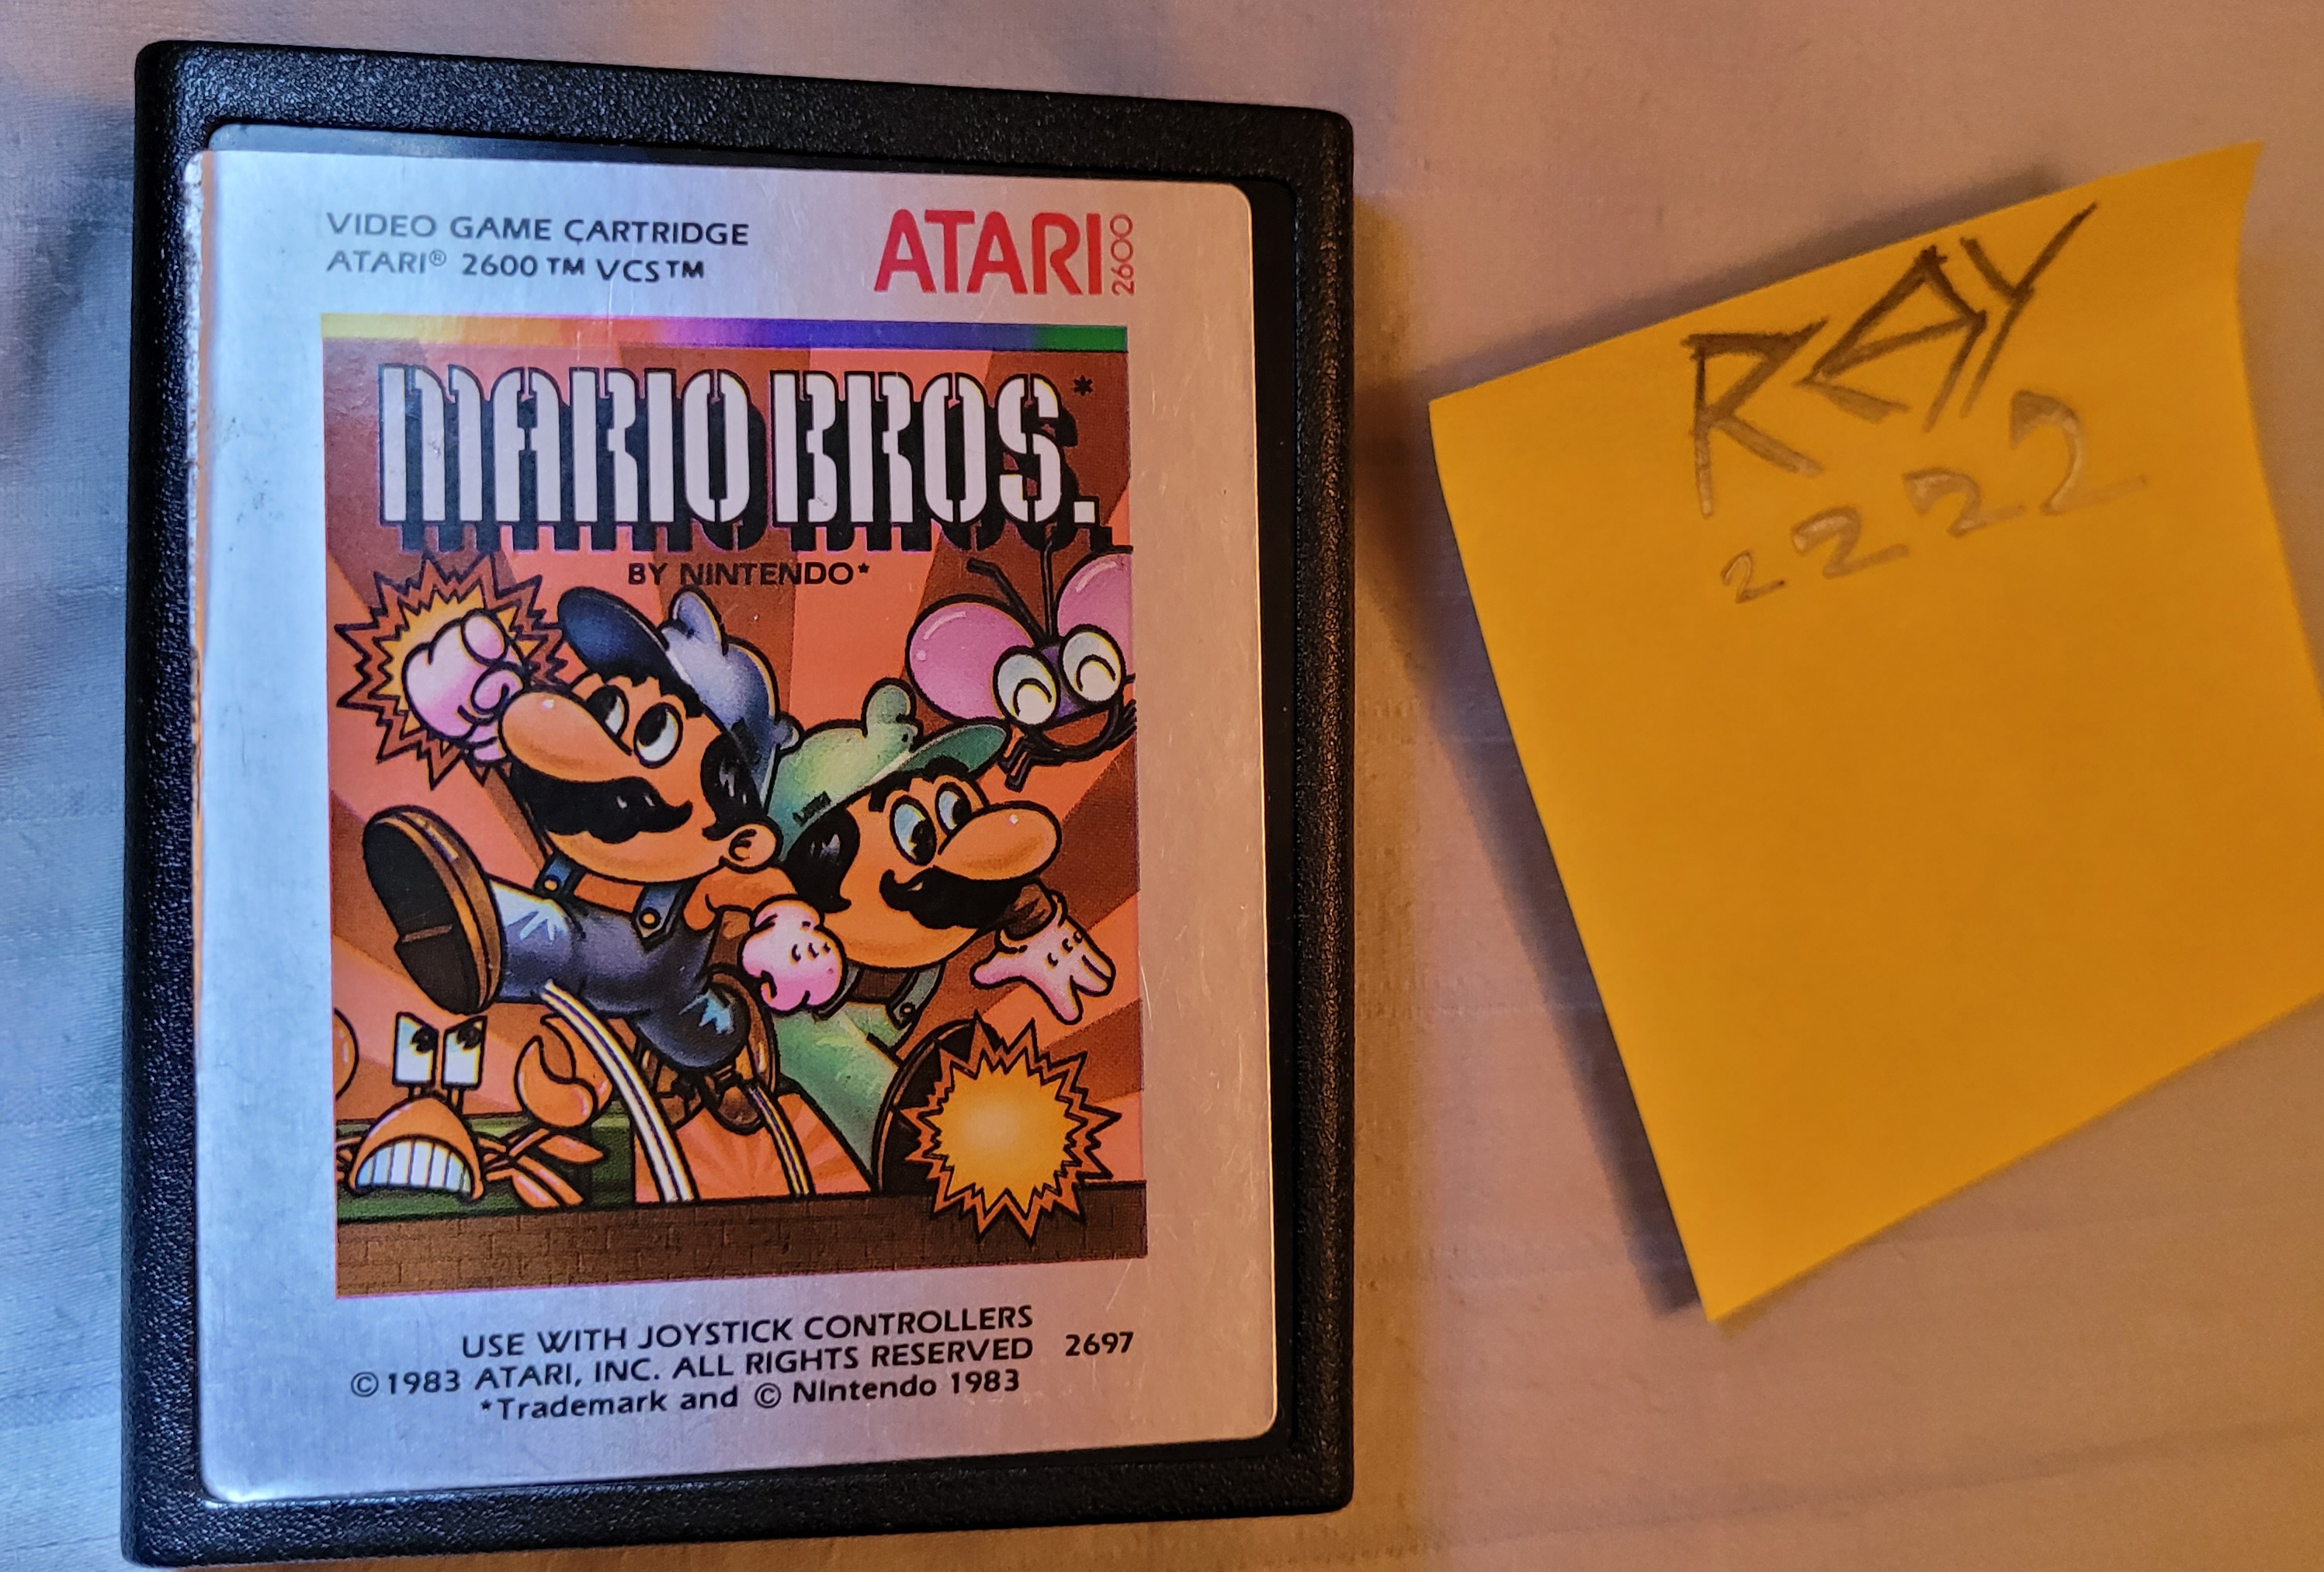 VIDEO GAME CARTRIDGE
ATARI® 2600™ VCS™
ATARI 2600
MARIO BROS.*
BY NINTENDO*
USE WITH JOYSTICK CONTROLLERS
©1983 ATARI, INC. ALL RIGHTS RESERVED 2697
*Trademark and © Nintendo 1983
RAY
2222